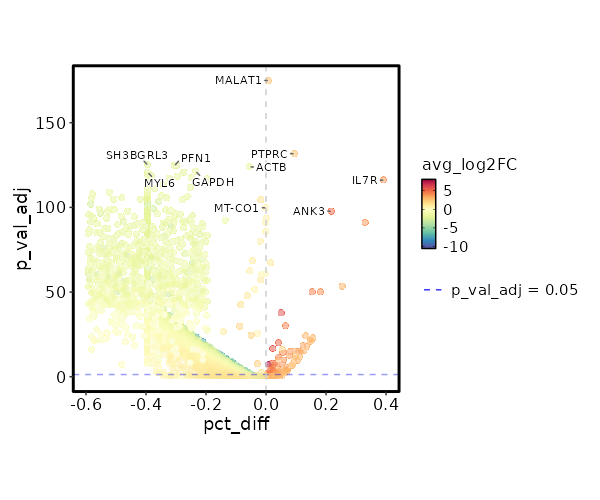 MALAT1
150
SH3BGRL3
PFN1
PTPRC
ACTB
MYL6
GAPDH
IL7R
MT-CO1
ANK3
100
50
0
p_val_adj
-0.6
-0.4
-0.2
0.0
0.2
0.4
pct_diff
avg_log2FC
5
0
-5
-10
p_val_adj = 0.05